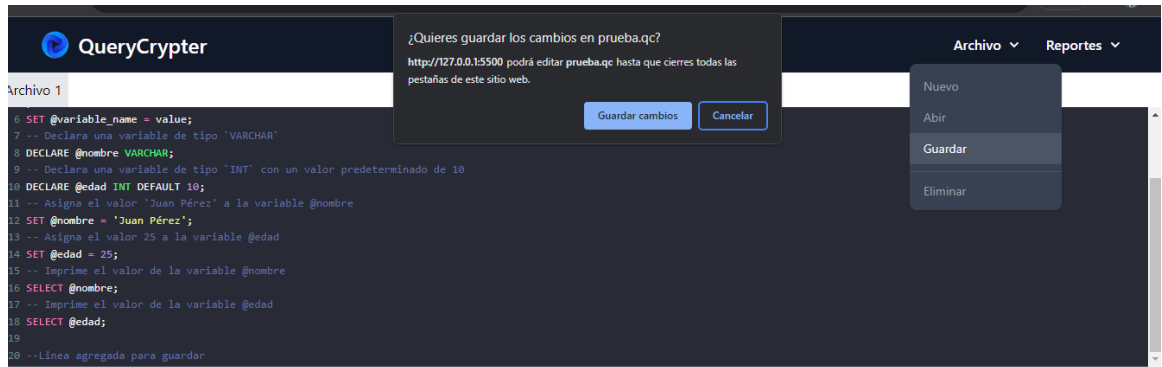 QueryCrypter
¿Quieres guardar los cambios en prueba.qc?
http://127.0.0.1:5500 podrá editar prueba.qc hasta que cierres todas las
pestañas de este sitio web.
Guardar cambios
Cancelar
Archivo
Reportes
Nuevo
Abir
Guardar
Eliminar
Archivo 1
6 SET @variable_name = value;
7 -- Declara una variable de tipo `VARCHAR`
8 DECLARE @nombre VARCHAR;
9 -- Declara una variable de tipo `INT` con un valor predeterminado de 10
10 DECLARE @edad INT DEFAULT 10;
11 -- Asigna el valor 'Juan Pérez' a la variable @nombre
12 SET @nombre = 'Juan Pérez';
13 -- Asigna el valor 25 a la variable @edad
14 SET @edad = 25;
15 -- Imprime el valor de la variable @nombre
16 SELECT @nombre;
17 -- Imprime el valor de la variable @edad
18 SELECT @edad;
19
20 --Linea agregada para guardar